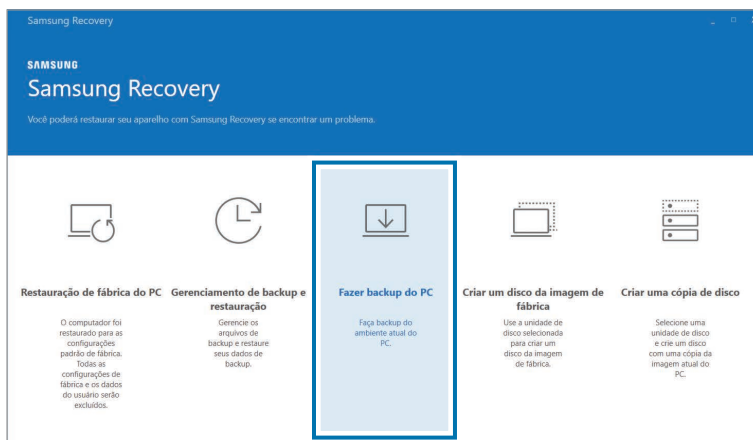 Samsung Recovery
SAMSUNG
Samsung Recovery
Você poderá restaurar seu aparelho com Samsung Recovery se encontrar um problema.
Restauração de fábrica do PC
O computador foi
restaurado para as
configurações
padrão de fábrica.
Todas as
configurações de
fábrica e os dados
do usuário serão
excluídos.
Gerenciamento de backup e
restauração
Gerencie os
arquivos de
backup e restaure
seus dados de
backup.
Fazer backup do PC
Faça backup do
ambiente atual do
PC.
Criar um disco da imagem de
fábrica
Use a unidade de
disco selecionada
para criar um
disco da imagem
de fábrica.
Criar uma cópia de disco
Selecione uma
unidade de disco
e crie um disco
com uma cópia da
imagem atual do
PC.